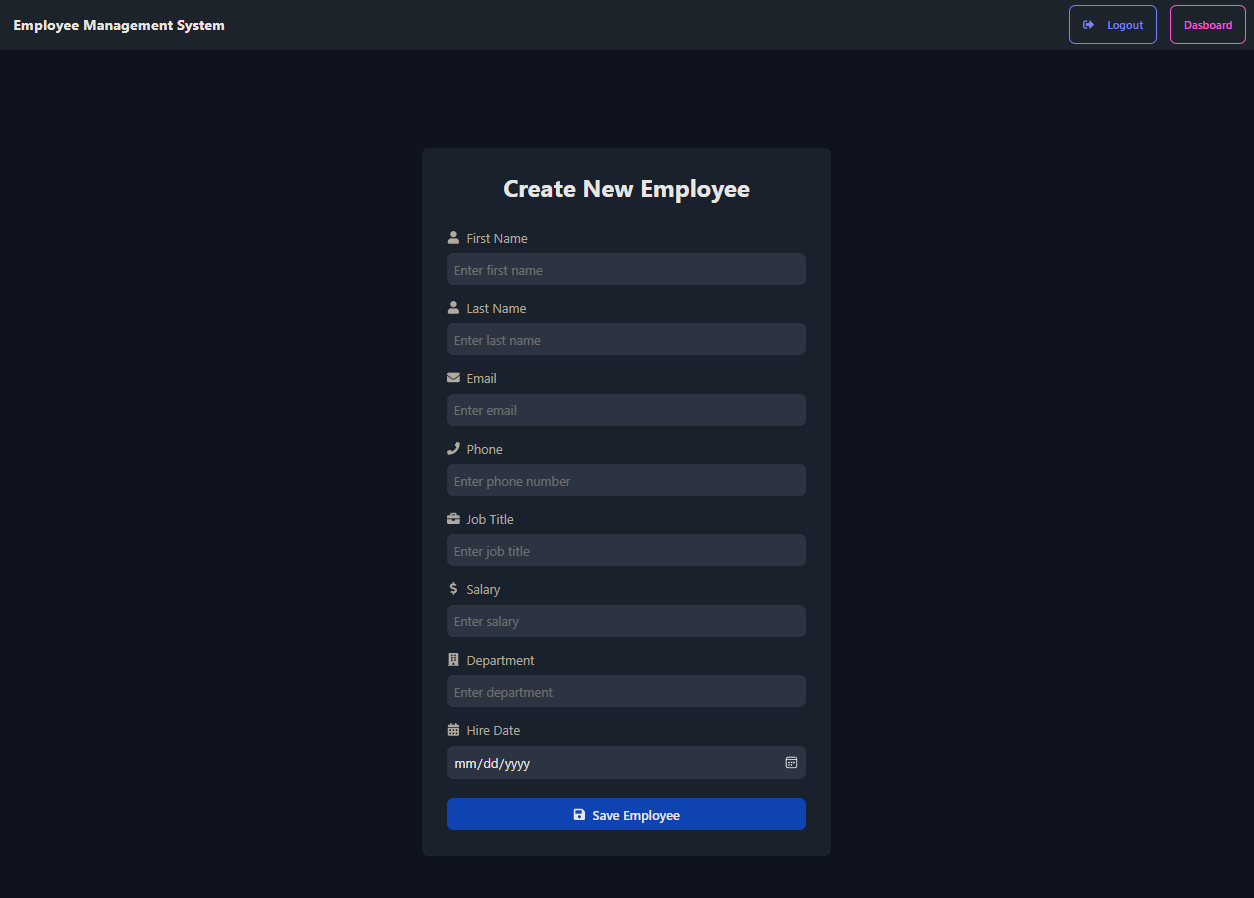 Employee Management System
Logout
Dasboard
Create New Employee
First Name
Enter first name
Last Name
Enter last name
Email
Enter email
Phone
Enter phone number
Job Title
Enter job title
Salary
Enter salary
Department
Enter department
Hire Date
mm/dd/yyyy
Save Employee